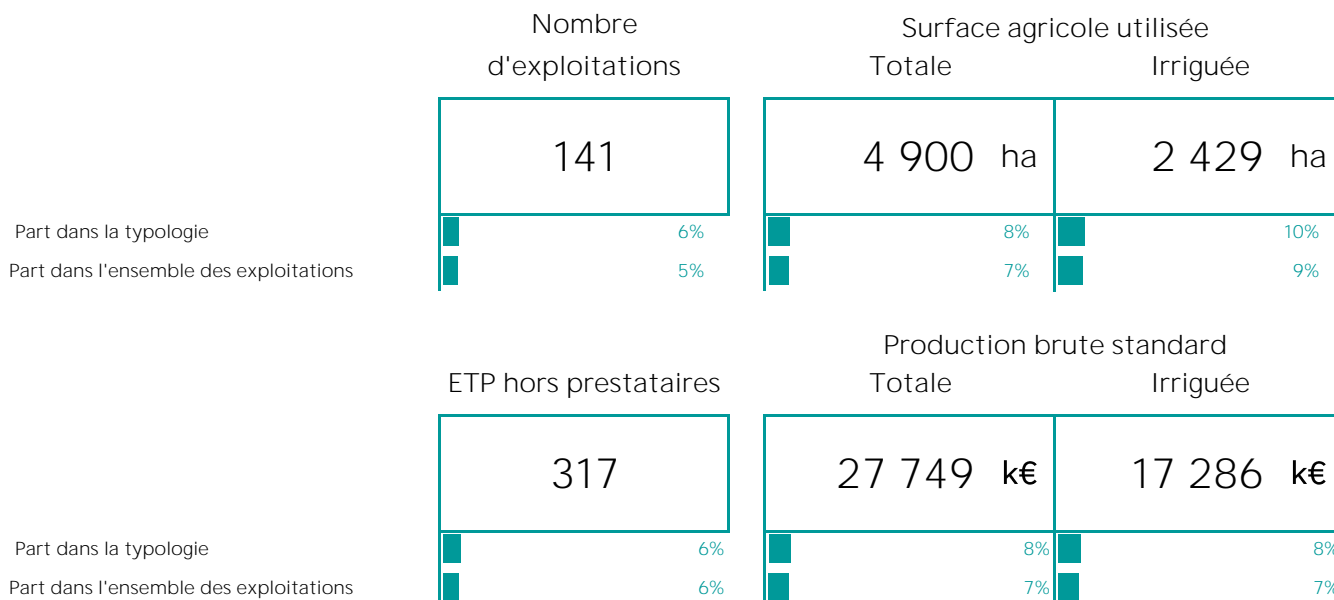 Nombre
d'exploitations
Surface agricole utilisée
Totale
Irriguée
141
4 900 ha
2 429 ha
Part dans la typologie
6%
8%
10%
Part dans l'ensemble des exploitations
5%
7%
9%
Production brute standard
ETP hors prestataires
Totale
Irriguée
317
27 749 k€
17 286 k€
Part dans la typologie
6%
8%
8%
Part dans l'ensemble des exploitations
6%
7%
7%